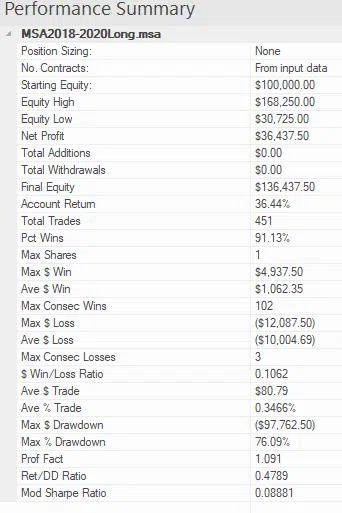 Performance Summary
MSA2018-2020Long.msa
Position Sizing: None
No. Contracts: From input data
Starting Equity: $100,000.00
Equity High $168,250.00
Equity Low $30,725.00
Net Profit $36,437.50
Total Additions $0.00
Total Withdrawals $0.00
Final Equity $136,437.50
Account Return 36.44%
Total Trades 451
Pct Wins 91.13%
Max Shares 1
Max $ Win $4,937.50
Ave $ Win $1,062.35
Max Consec Wins 102
Max $ Loss ($12,087.50)
Ave $ Loss ($10,004.69)
Max Consec Losses 3
$ Win/Loss Ratio 0.1062
Ave $ Trade $80.79
Ave % Trade 0.3466%
Max $ Drawdown ($97,762.50)
Max % Drawdown 76.09%
Prof Fact 1.091
Ret/DD Ratio 0.4789
Mod Sharpe Ratio 0.08881